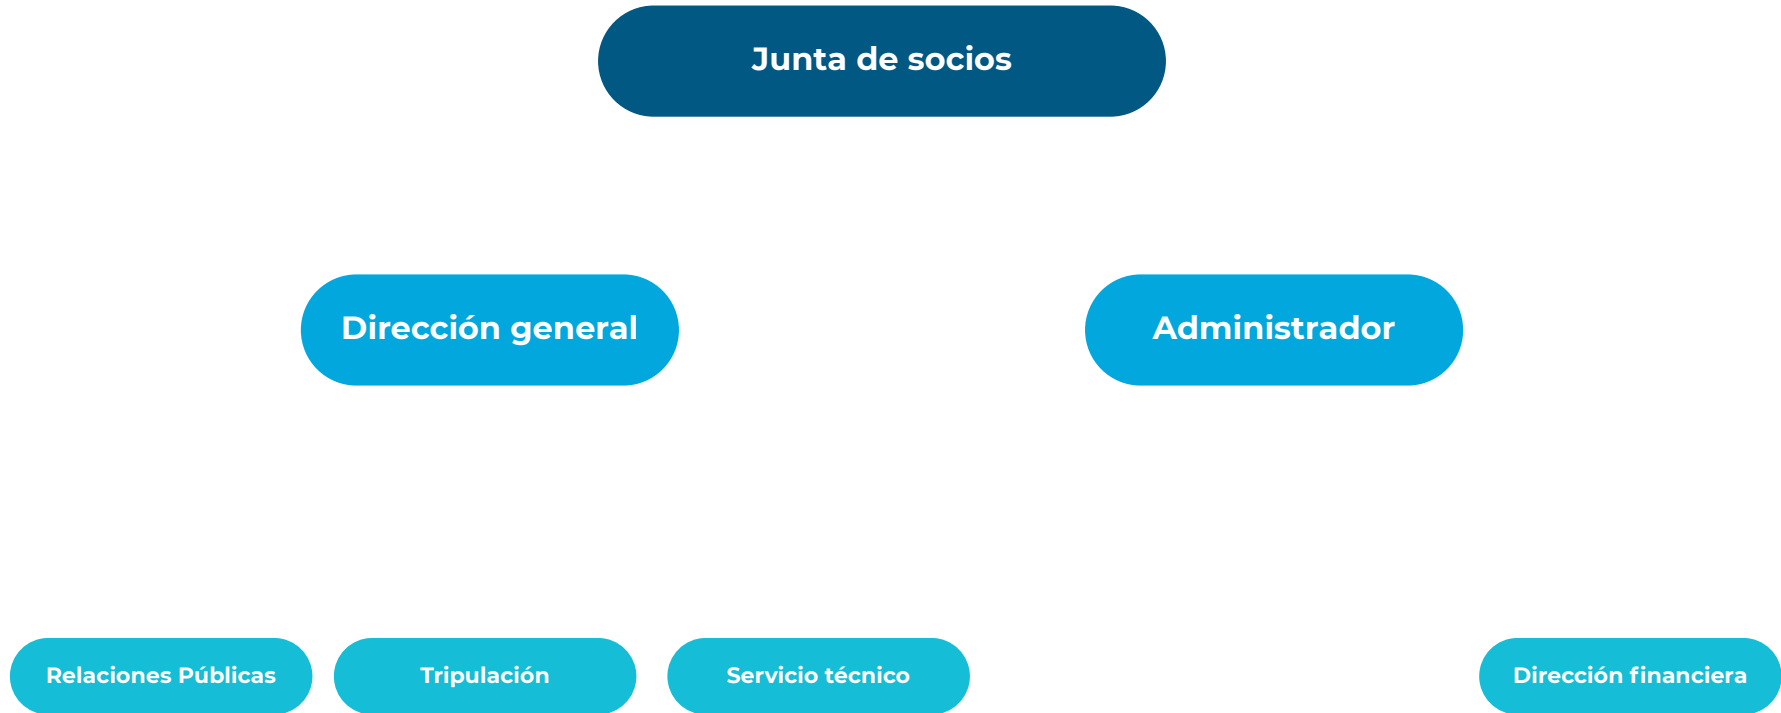 Junta de socios
Dirección general
Administrador
Relaciones Públicas
Tripulación
Servicio técnico
Dirección financiera